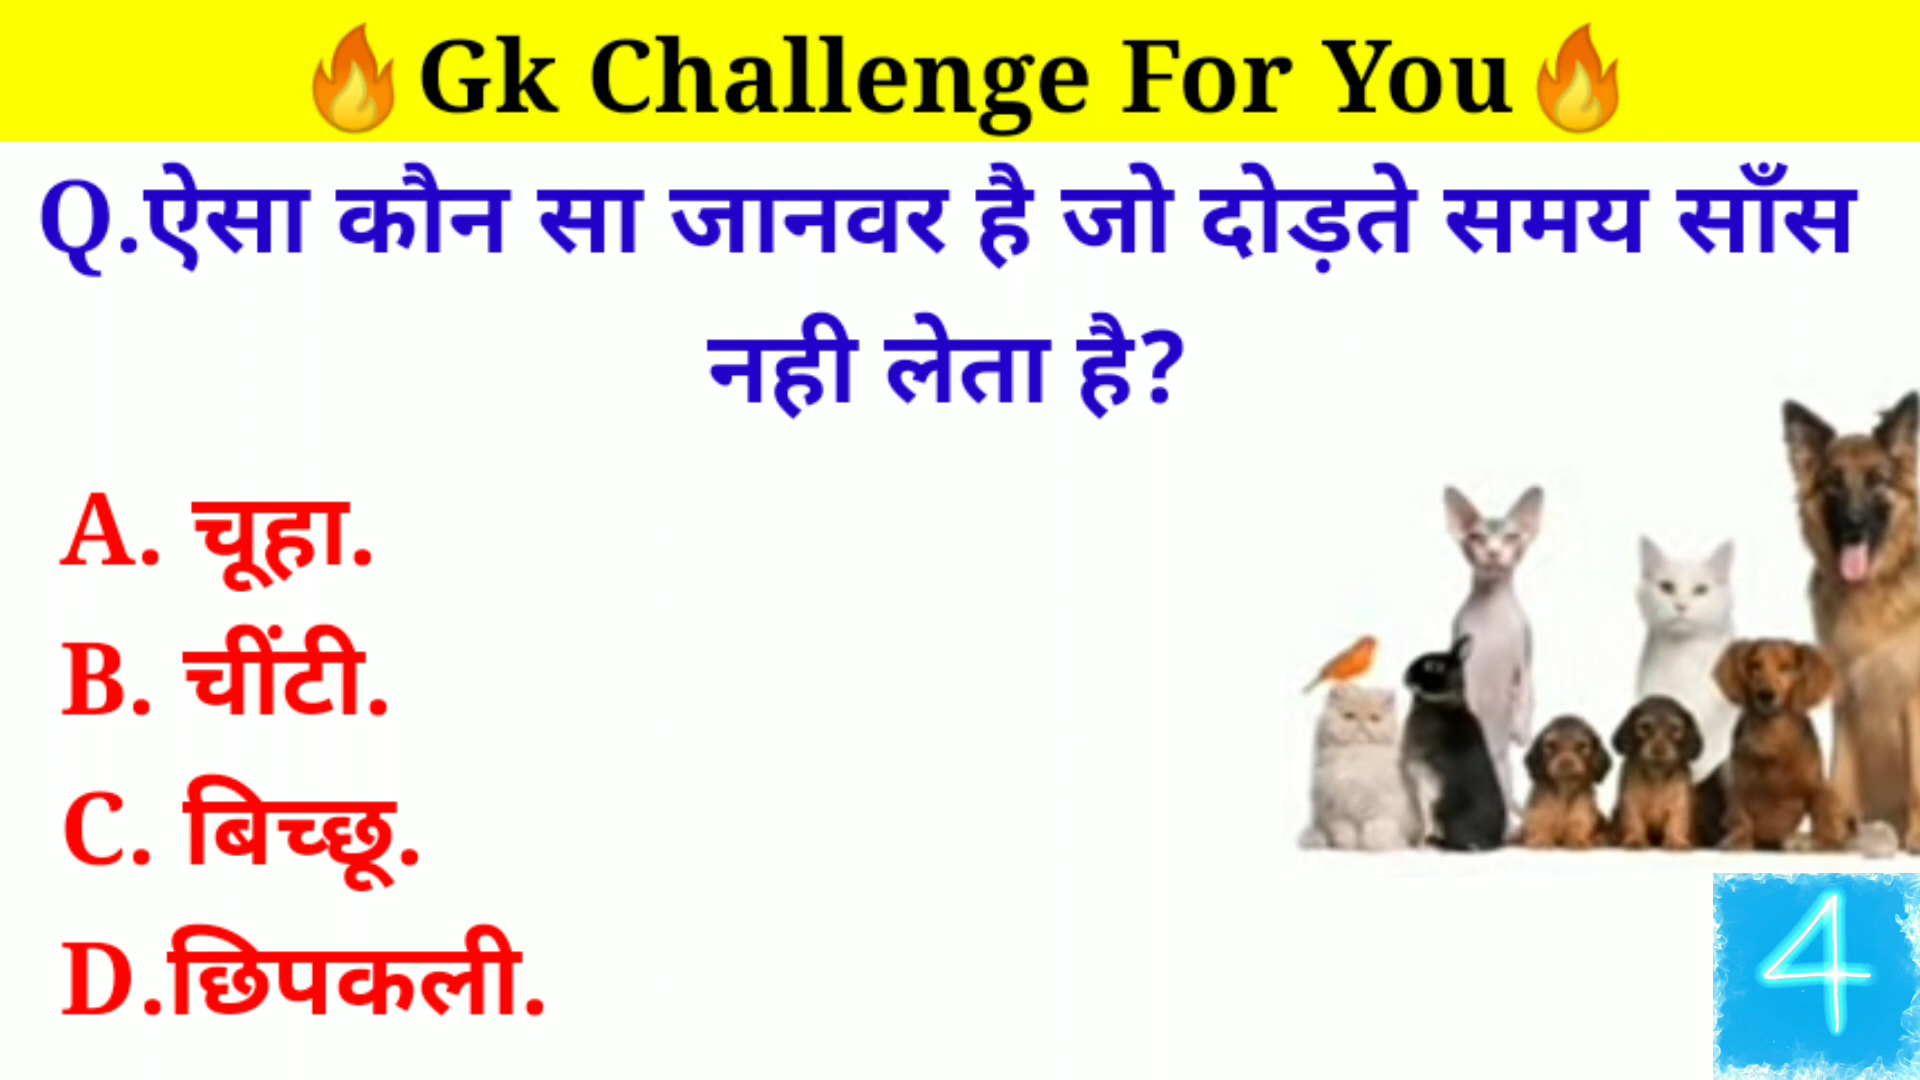 🔥Gk Challenge For You🔥
Q.ऐसा कौन सा जानवर है जो दोड़ते समय साँस
नही लेता है?
A. चूहा.
B. चींटी.
C. बिच्छू.
D.छिपकली.
4